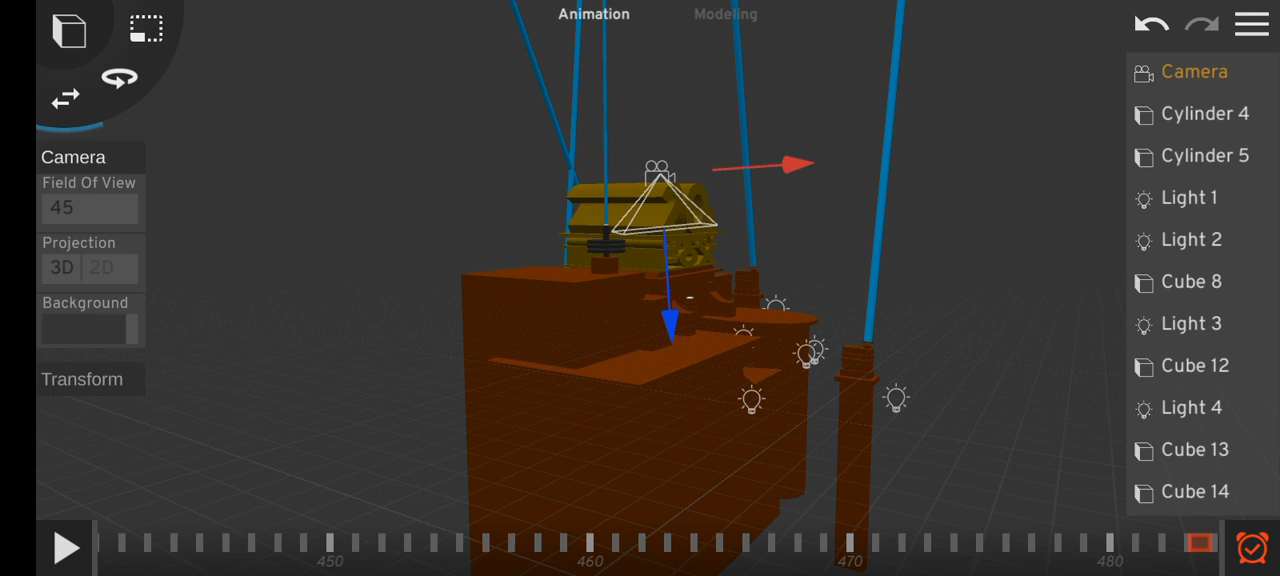 Animation
Modeling
Camera
Field Of View
45
Projection
3D 2D
Background
Transform
Camera
Cylinder 4
Cylinder 5
Light 1
Light 2
Cube 8
Light 3
Cube 12
Light 4
Cube 13
Cube 14
450
460
470
480